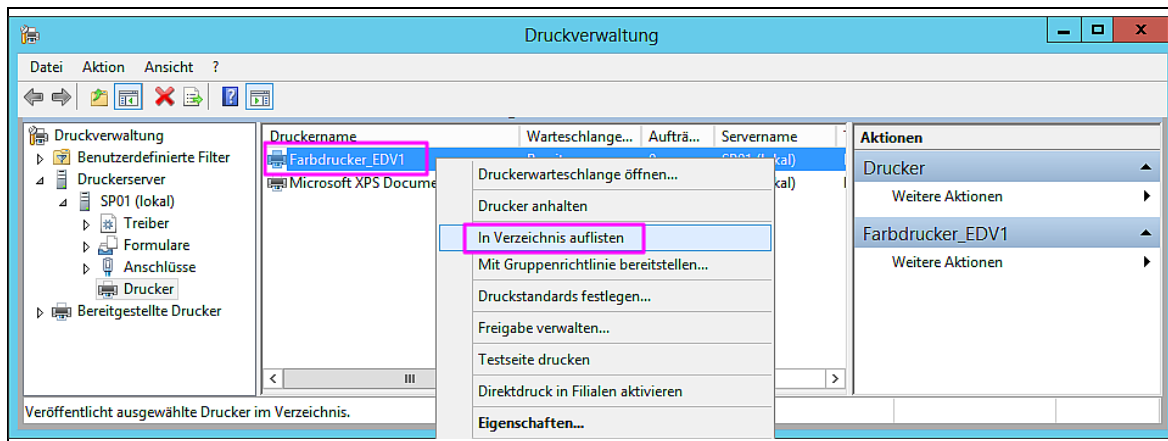 Druckverwaltung
Datei Aktion Ansicht ?
Druckverwaltung
Benutzerdefinierte Filter
Druckerserver
SP01 (lokal)
Treiber
Formulare
Anschlüsse
Drucker
Bereitgestellte Drucker
Druckername Warteschlange... Aufträ... Servername
Farbdrucker_EDV1
Microsoft XPS Docume
Druckerwarteschlange öffnen...
Drucker anhalten
In Verzeichnis auflisten
Mit Gruppenrichtlinie bereitstellen...
Druckstandards festlegen...
Freigabe verwalten...
Testseite drucken
Direktdruck in Filialen aktivieren
Eigenschaften...
Aktionen
Drucker
Weitere Aktionen
Farbdrucker_EDV1
Weitere Aktionen
Veröffentlicht ausgewählte Drucker im Verzeichnis.